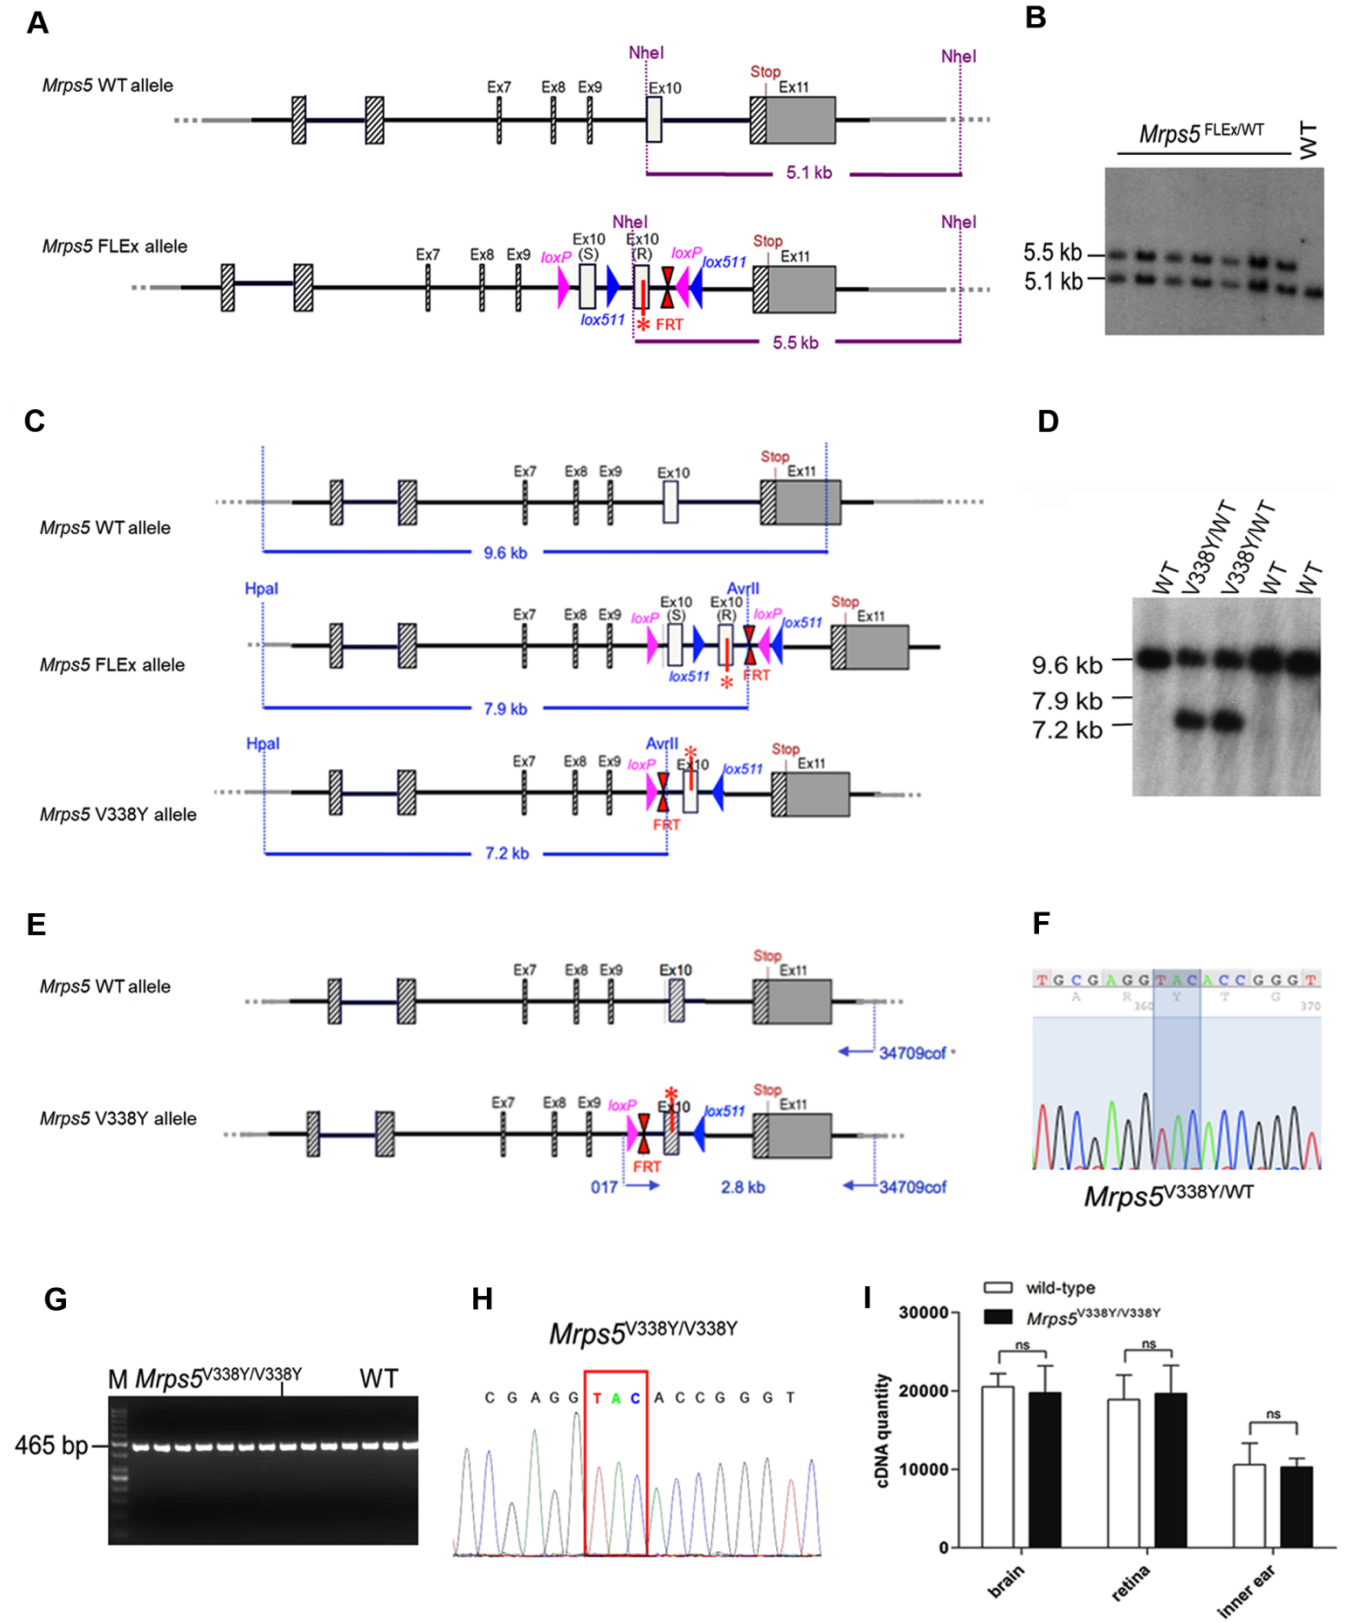 A
NheI
NheI
Mrps5 WT allele
Ex7 Ex8 Ex9 Ex10 Stop Ex11
5.1 kb
NheI
NheI
Mrps5 FLEx allele
Ex7 Ex8 Ex9 loxP Ex10 (S) Ex10 (R) loxP lox511 Stop Ex11
lox511 * FRT
5.5 kb
B
Mrps5 FLEx/WT WT
5.5 kb
5.1 kb
C
Ex7 Ex8 Ex9 Ex10 Stop Ex11
Mrps5 WT allele
9.6 kb
HpaI AvrII
Ex7 Ex8 Ex9 loxP Ex10 (S) Ex10 (R) loxP lox511 Stop Ex11
Mrps5 FLEx allele
lox511 * FRT
7.9 kb
HpaI AvrII
Ex7 Ex8 Ex9 loxP * Ex10 lox511 Stop Ex11
Mrps5 V338Y allele
FRT
7.2 kb
D
WT V338Y/WT V338Y/WT WT WT
9.6 kb
7.9 kb
7.2 kb
E
Mrps5 WT allele
Ex7 Ex8 Ex9 Ex10 Stop Ex11
34709cof
Mrps5 V338Y allele
Ex7 Ex8 Ex9 loxP * Ex10 lox511 Stop Ex11
FRT
017 2.8 kb 34709cof
F
T G C G A G G T A C A C C G G G T
A R Y T G
360 370
Mrps5V338Y/WT
G
M Mrps5V338Y/V338Y WT
465 bp
H
Mrps5V338Y/V338Y
C G A G G T A C A C C G G G T
I
wild-type
Mrps5V338Y/V338Y
30000
20000
10000
0
cDNA quantity
ns ns ns
brain retina inner ear